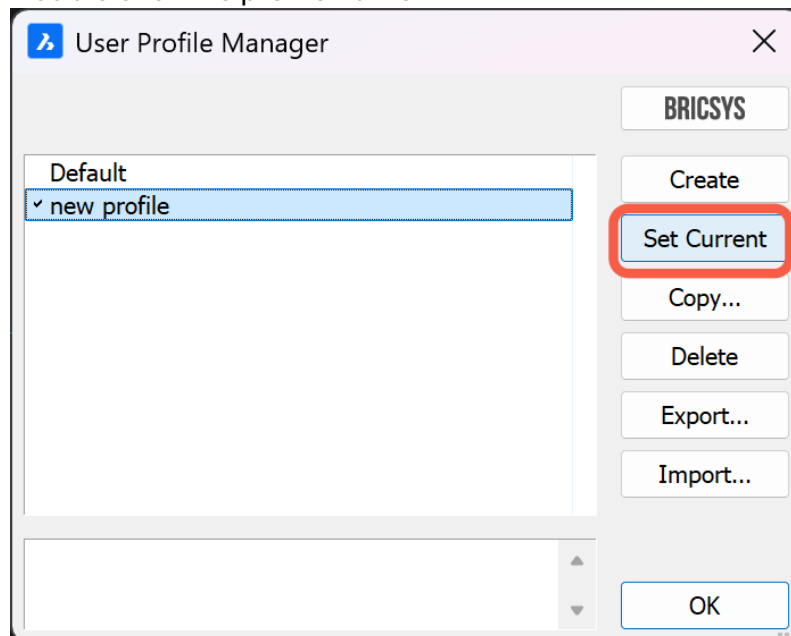 User Profile Manager
BRICSYS
Default
new profile
Create
Set Current
Copy...
Delete
Export...
Import...
OK